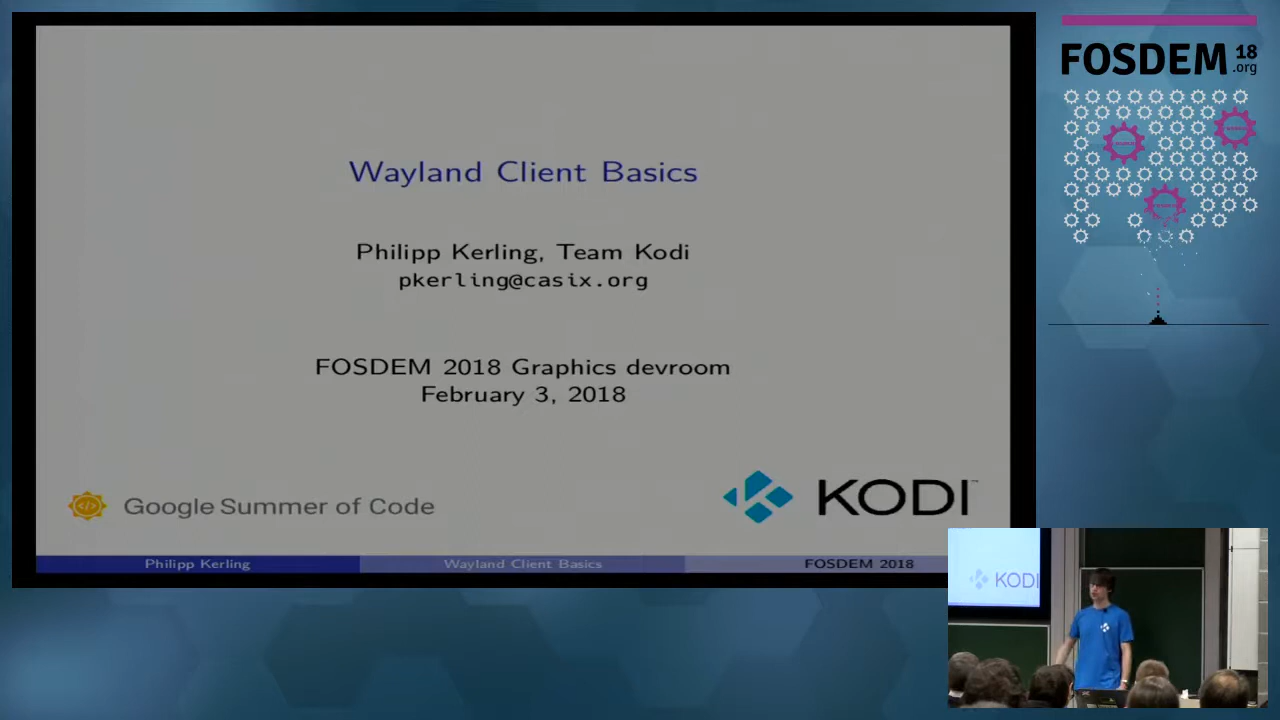 Wayland Client Basics
Philipp Kerling, Team Kodi
pkerling@casix.org
FOSDEM 2018 Graphics devroom
February 3, 2018
Google Summer of Code
KODI™
Philipp Kerling
Wayland Client Basics
FOSDEM 2018
FOSDEM 18
.org
KODI